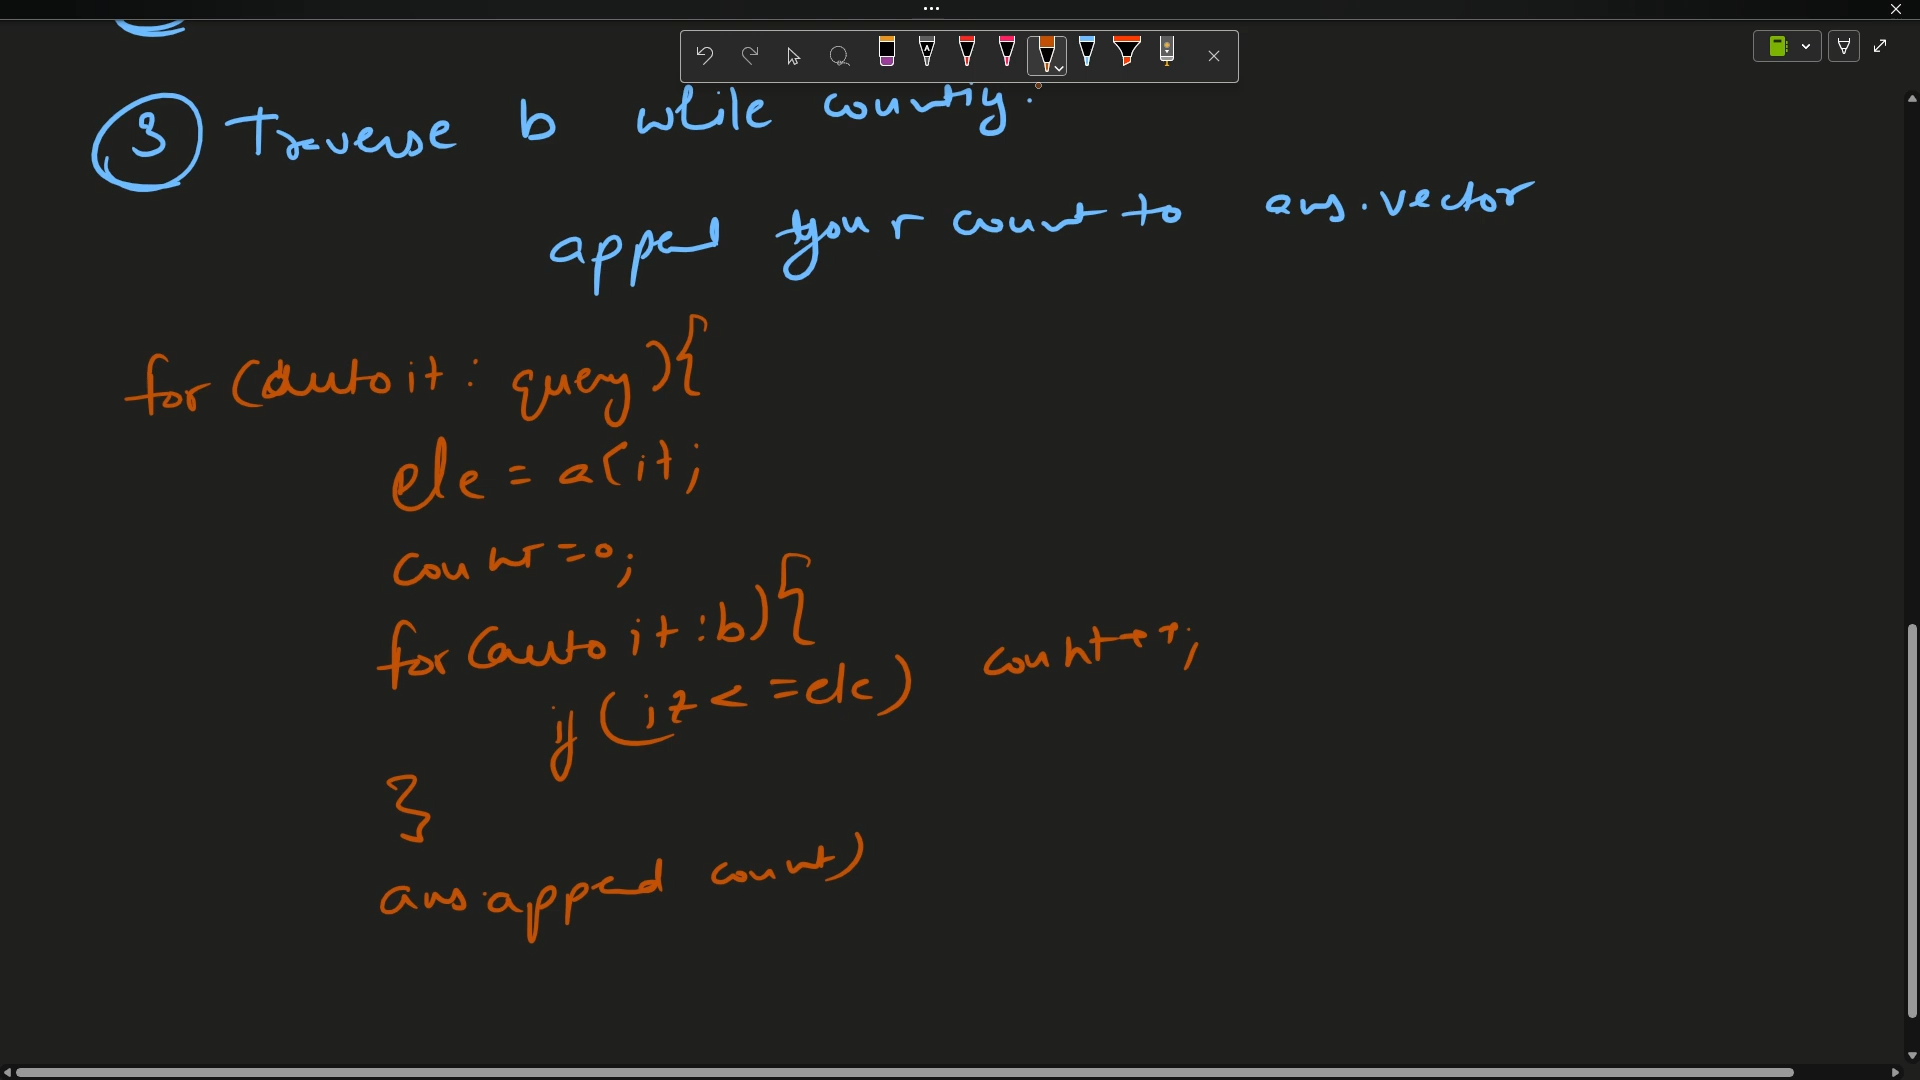 3 Traverse b while countiy.
append your count to ans.vector
for (auto it : query){
ele = a[it;
count = 0;
for (auto it : b){
if (it <= ele) count++;
}
ans.append count)